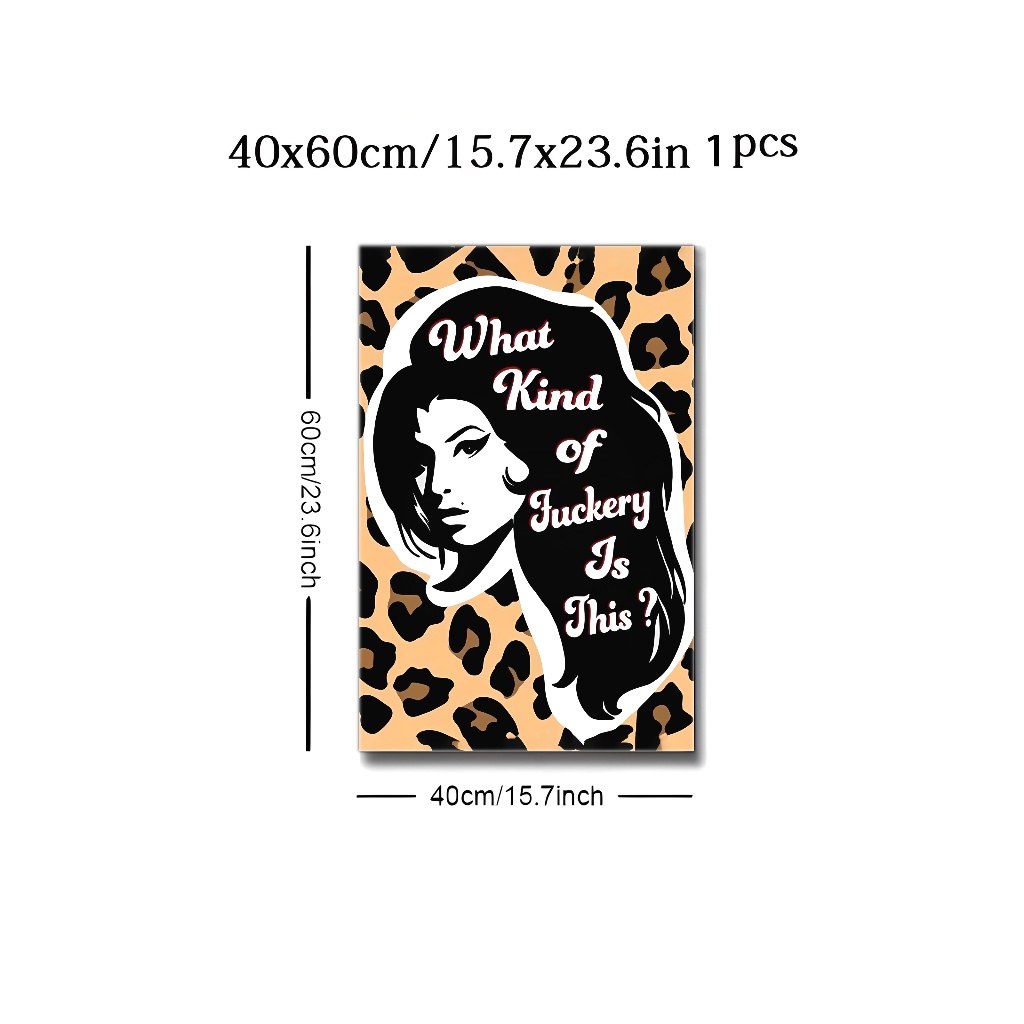 40x60cm/15.7x23.6in 1pcs
What
Kind
of
Fuckery
Is
This ?
60cm/23.6inch
40cm/15.7inch